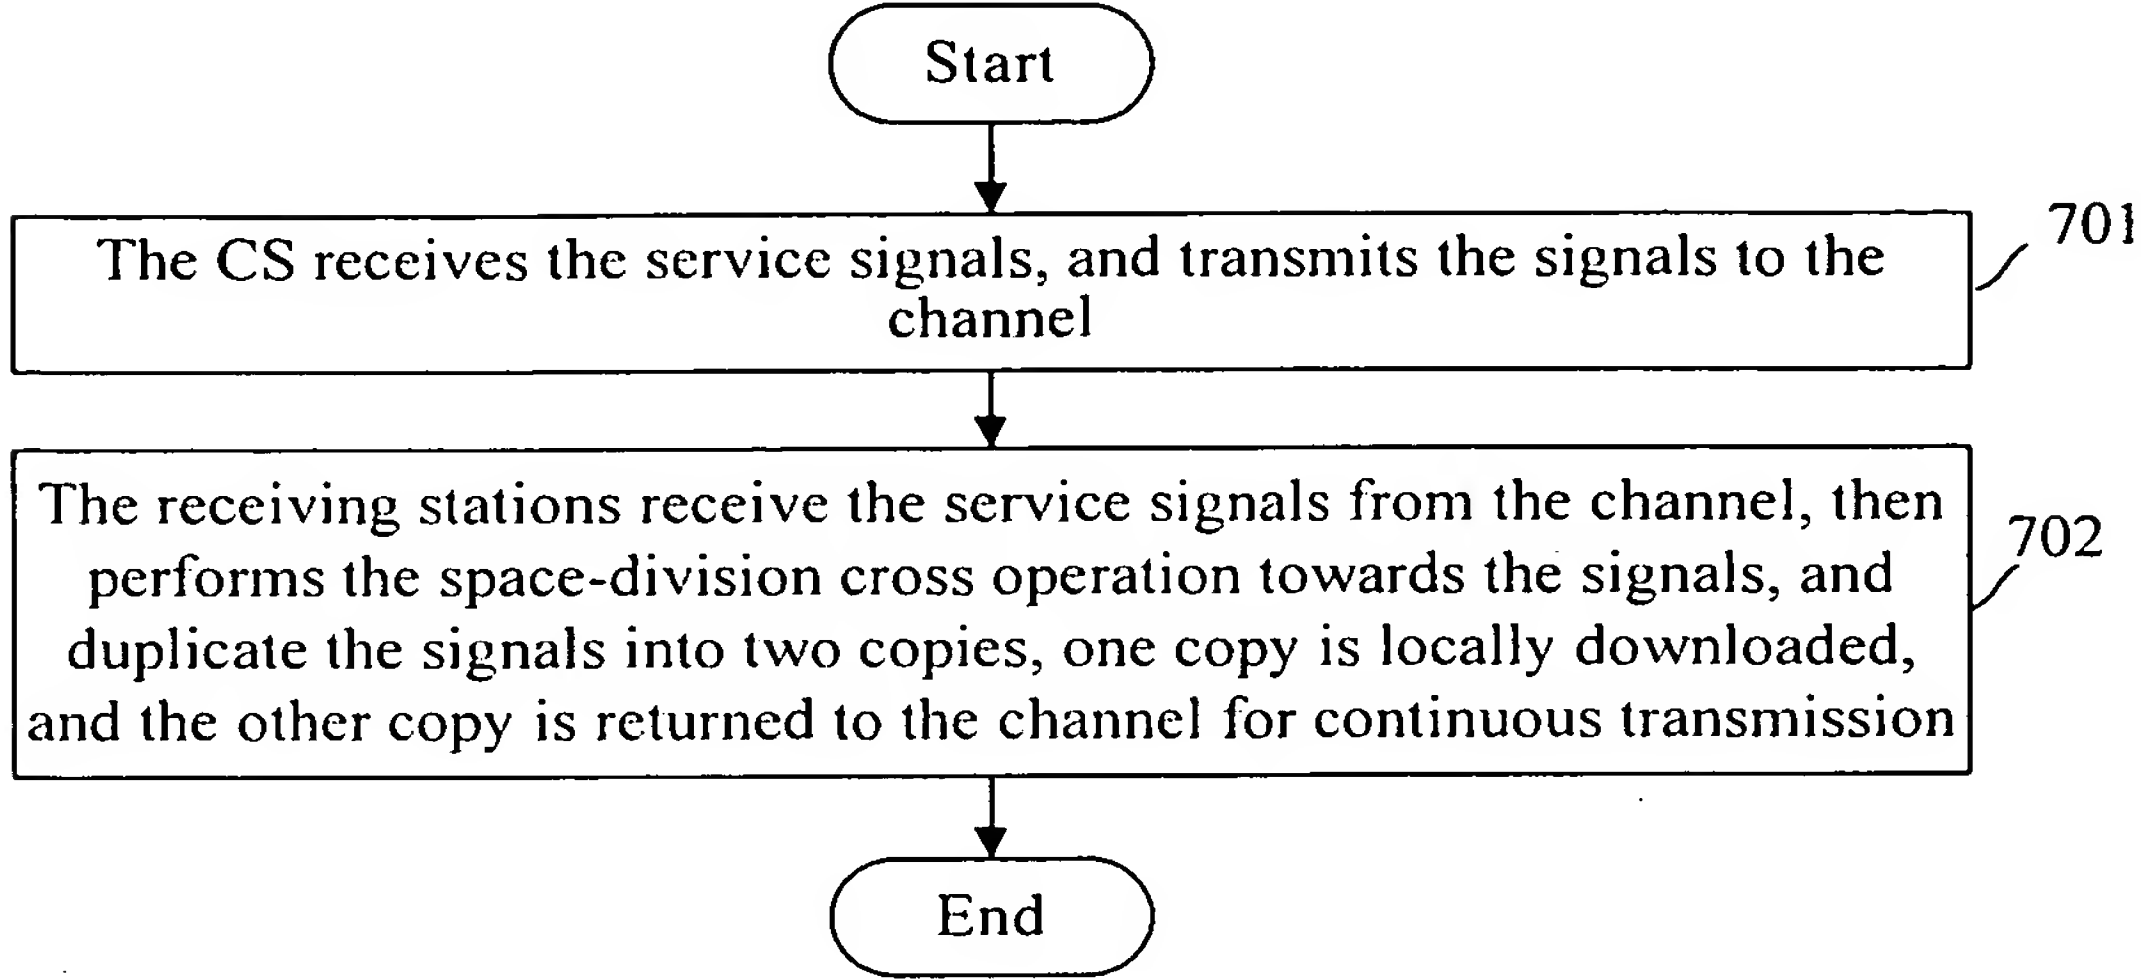 Start
701
The CS receives the service signals, and transmits the signals to the
channel
702
The receiving stations receive the service signals from the channel, then
performs the space-division cross operation towards the signals, and
duplicate the signals into two copies, one copy is locally downloaded,
and the other copy is returned to the channel for continuous transmission
End